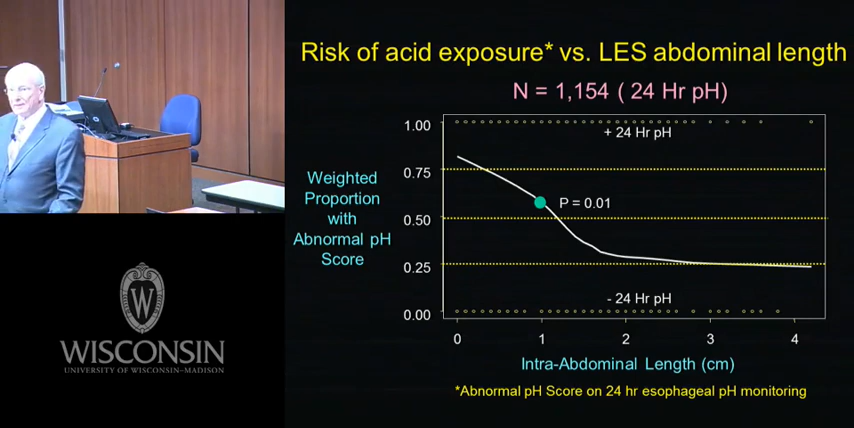 Risk of acid exposure* vs. LES abdominal length
N = 1,154 ( 24 Hr pH)
1.00
+ 24 Hr pH
0.75
Weighted
Proportion
with
Abnormal pH
Score
P = 0.01
0.50
0.25
- 24 Hr pH
0.00
0
1
2
3
4
Intra-Abdominal Length (cm)
*Abnormal pH Score on 24 hr esophageal pH monitoring
W
WISCONSIN
UNIVERSITY OF WISCONSIN–MADISON